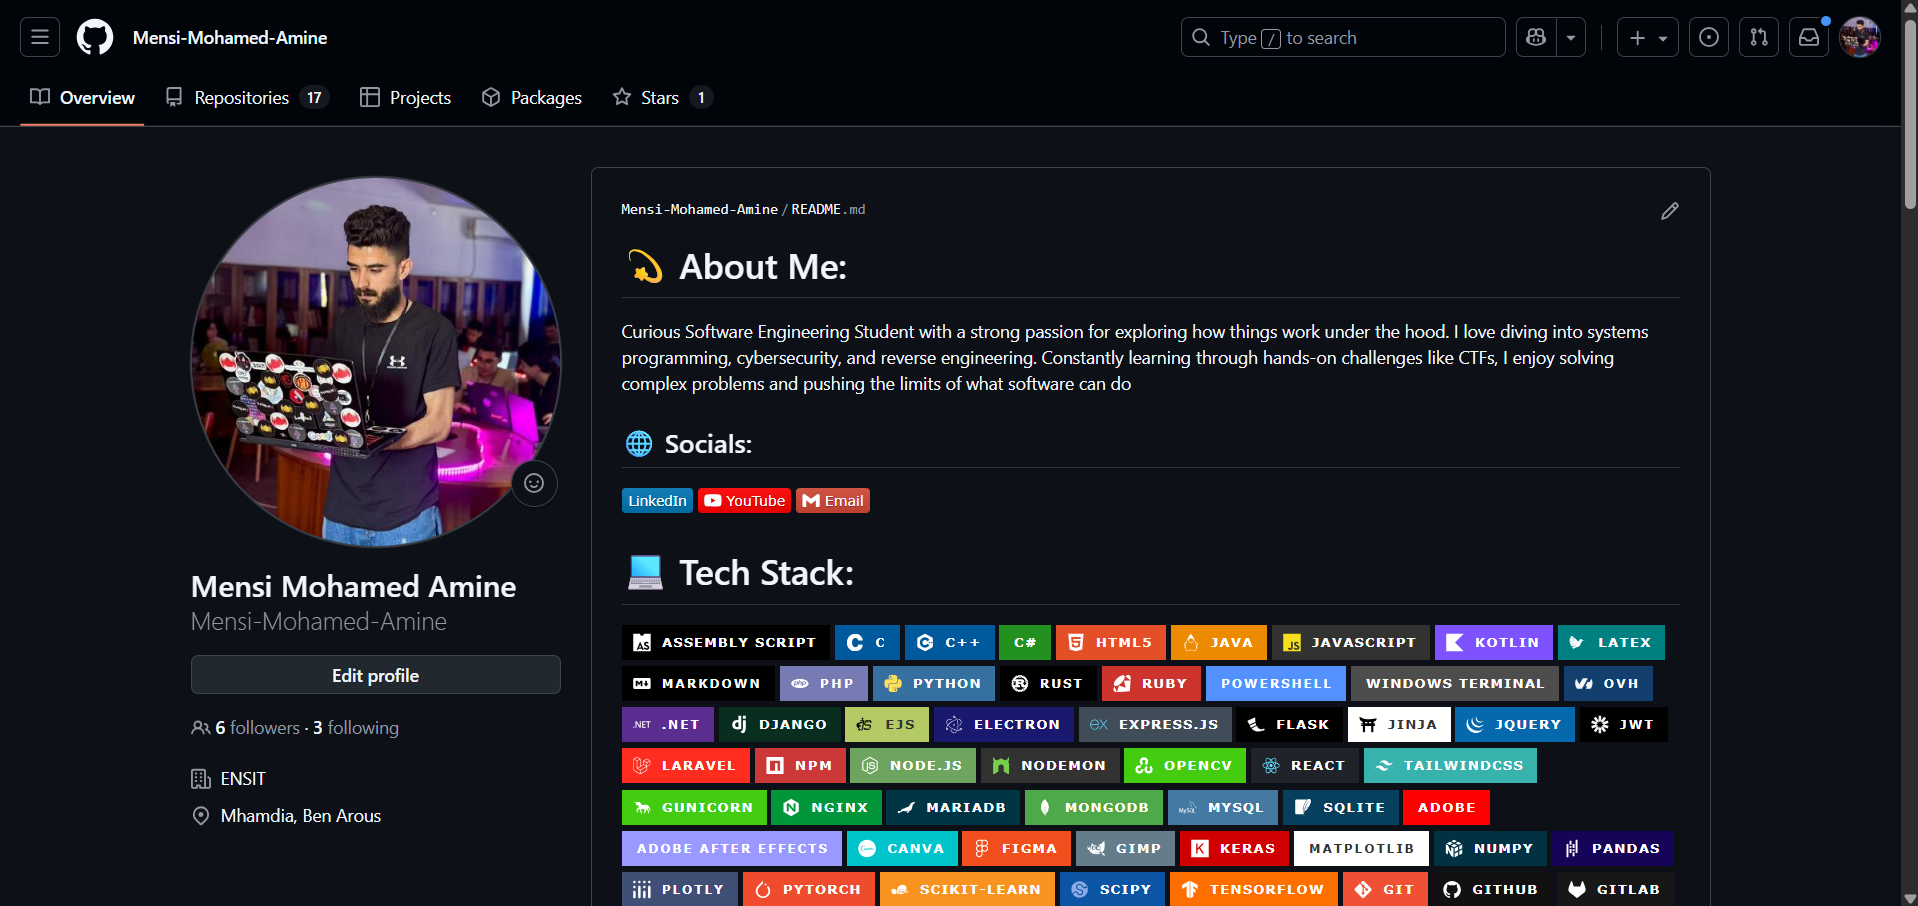 Mensi-Mohamed-Amine
Type / to search
Overview
Repositories 17
Projects
Packages
Stars 1
Mensi Mohamed Amine
Mensi-Mohamed-Amine
Edit profile
6 followers · 3 following
ENSIT
Mhamdia, Ben Arous
Mensi-Mohamed-Amine / README.md
About Me:
Curious Software Engineering Student with a strong passion for exploring how things work under the hood. I love diving into systems
programming, cybersecurity, and reverse engineering. Constantly learning through hands-on challenges like CTFs, I enjoy solving
complex problems and pushing the limits of what software can do
Socials:
LinkedIn YouTube Email
Tech Stack:
AS ASSEMBLY SCRIPT C C++ C# HTML5 JAVA JS JAVASCRIPT KOTLIN LATEX
MARKDOWN php PHP PYTHON RUST RUBY POWERSHELL WINDOWS TERMINAL OVH
.NET .NET dj DJANGO EJS ELECTRON EX EXPRESS.JS FLASK JINJA JQUERY JWT
LARAVEL NPM NODE.JS NODEMON OPENCV REACT TAILWINDCSS
GUNICORN NGINX MARIADB MONGODB MySQL MYSQL SQLITE ADOBE
ADOBE AFTER EFFECTS CANVA FIGMA GIMP K KERAS MATPLOTLIB NUMPY PANDAS
PLOTLY PYTORCH SCIKIT-LEARN SCIPY TENSORFLOW GIT GITHUB GITLAB